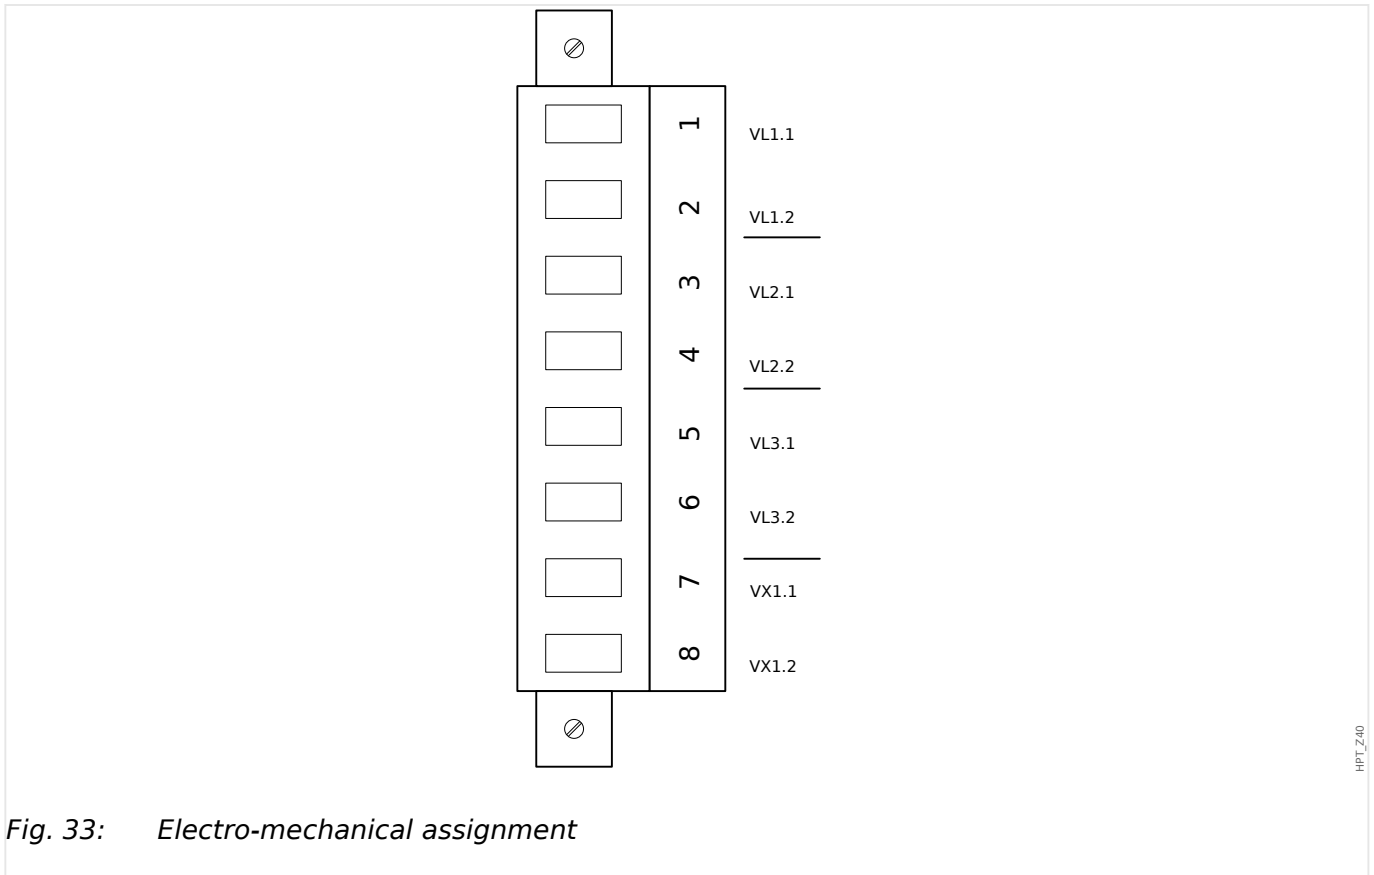 1 VL1.1
2 VL1.2
3 VL2.1
4 VL2.2
5 VL3.1
6 VL3.2
7 VX1.1
8 VX1.2
HPT_Z40
Fig. 33: Electro-mechanical assignment